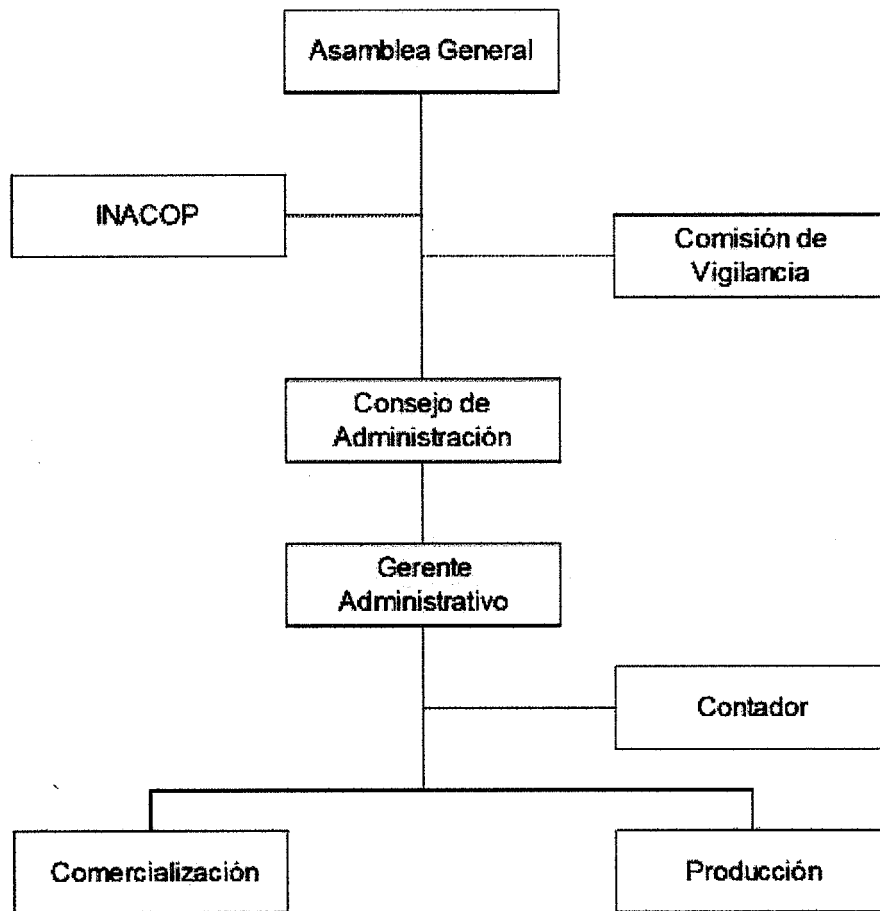 Asamblea General
INACOP
Comisión de
Vigilancia
Consejo de
Administración
Gerente
Administrativo
Contador
Comercialización
Producción